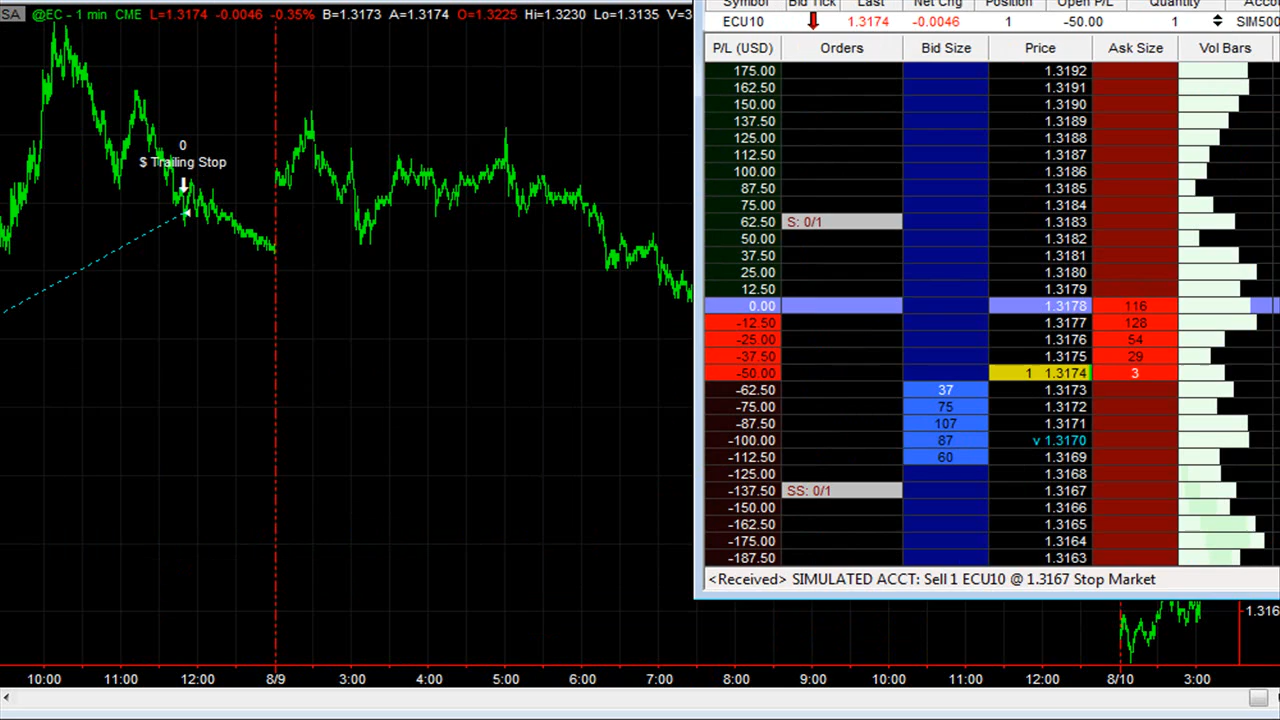 SA @EC - 1 min CME L=1.3174 -0.0046 -0.35% B=1.3173 A=1.3174 O=1.3225 Hi=1.3230 Lo=1.3135 V=3
0
$ Trailing Stop
Symbol Bid Tick Last Net Chg Position Open P/L Quantity
ECU10 1.3174 -0.0046 1 -50.00 1 SIM500
P/L (USD) Orders Bid Size Price Ask Size Vol Bars
175.00 1.3192
162.50 1.3191
150.00 1.3190
137.50 1.3189
125.00 1.3188
112.50 1.3187
100.00 1.3186
87.50 1.3185
75.00 1.3184
62.50 S: 0/1 1.3183
50.00 1.3182
37.50 1.3181
25.00 1.3180
12.50 1.3179
0.00 1.3178 116
-12.50 1.3177 128
-25.00 1.3176 54
-37.50 1.3175 29
-50.00 1 1.3174 3
-62.50 37 1.3173
-75.00 75 1.3172
-87.50 107 1.3171
-100.00 87 v 1.3170
-112.50 60 1.3169
-125.00 1.3168
-137.50 SS: 0/1 1.3167
-150.00 1.3166
-162.50 1.3165
-175.00 1.3164
-187.50 1.3163
<Received> SIMULATED ACCT: Sell 1 ECU10 @ 1.3167 Stop Market
1.316
10:00 11:00 12:00 8/9 3:00 4:00 5:00 6:00 7:00 8:00 9:00 10:00 11:00 12:00 8/10 3:00